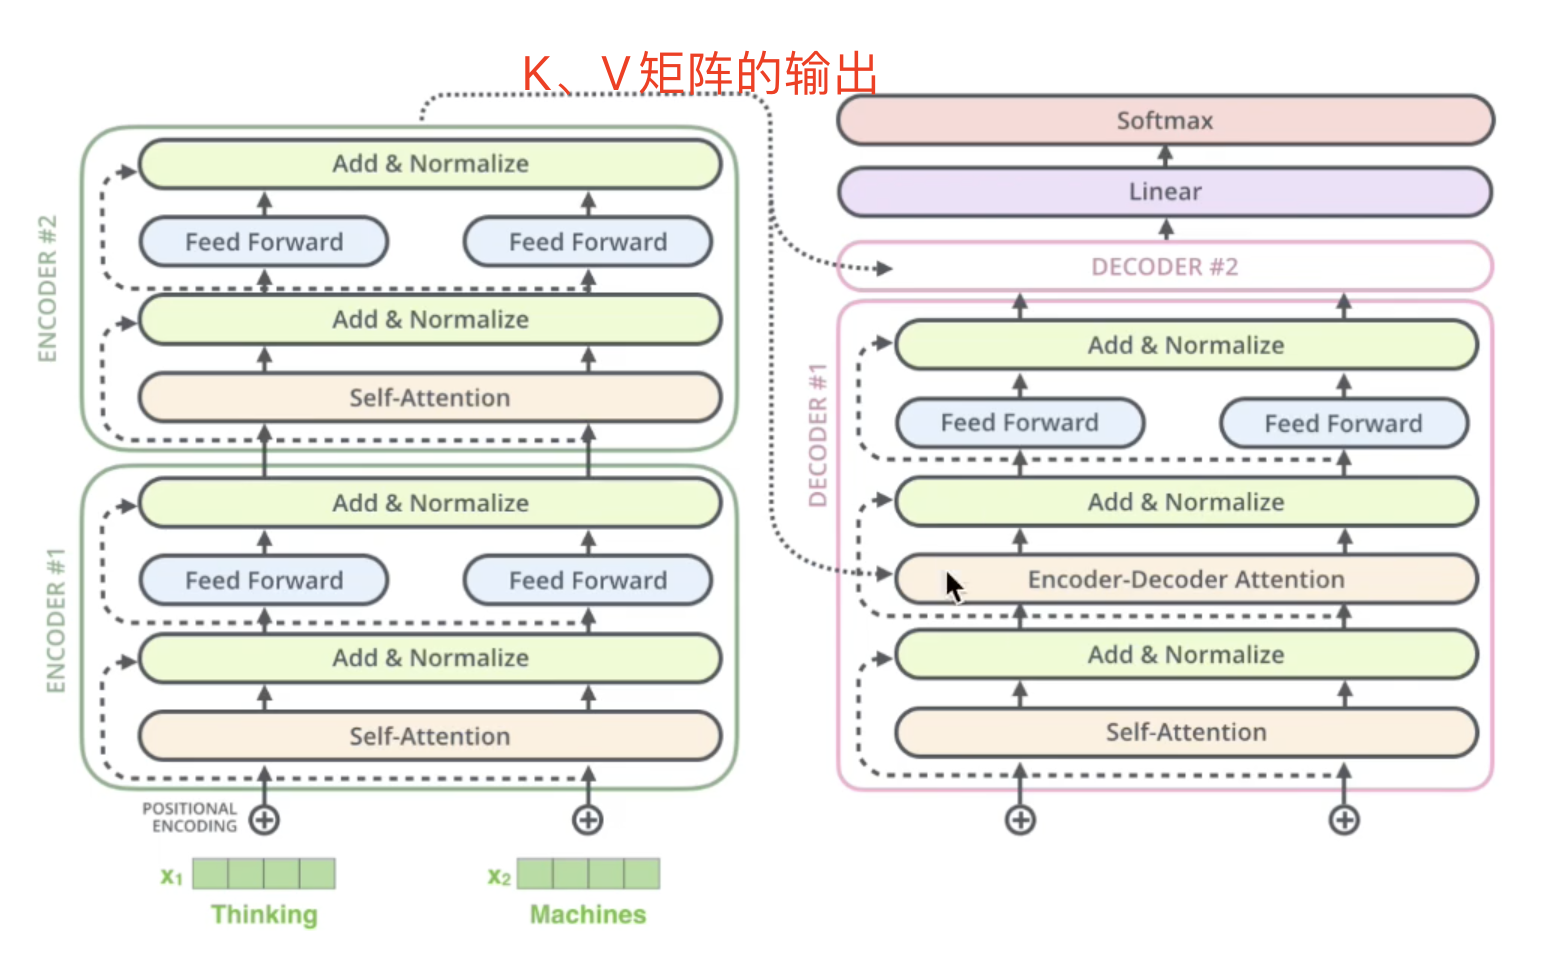 K、V矩阵的输出
ENCODER #2
Add & Normalize
Feed Forward
Feed Forward
Add & Normalize
Self-Attention
ENCODER #1
Add & Normalize
Feed Forward
Feed Forward
Add & Normalize
Self-Attention
POSITIONAL
ENCODING
x₁
x₂
Thinking
Machines
Softmax
Linear
DECODER #2
DECODER #1
Add & Normalize
Feed Forward
Feed Forward
Add & Normalize
Encoder-Decoder Attention
Add & Normalize
Self-Attention